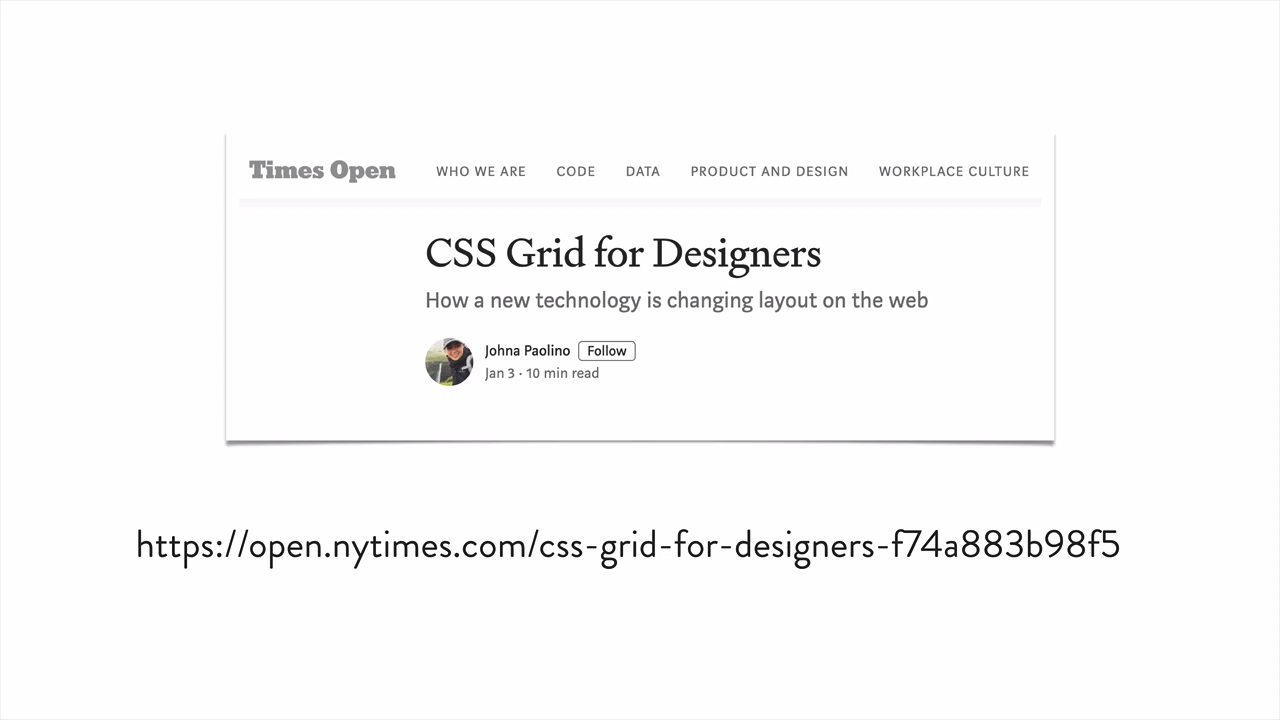 Times Open WHO WE ARE CODE DATA PRODUCT AND DESIGN WORKPLACE CULTURE
CSS Grid for Designers
How a new technology is changing layout on the web
Johna Paolino Follow
Jan 3 · 10 min read
https://open.nytimes.com/css-grid-for-designers-f74a883b98f5